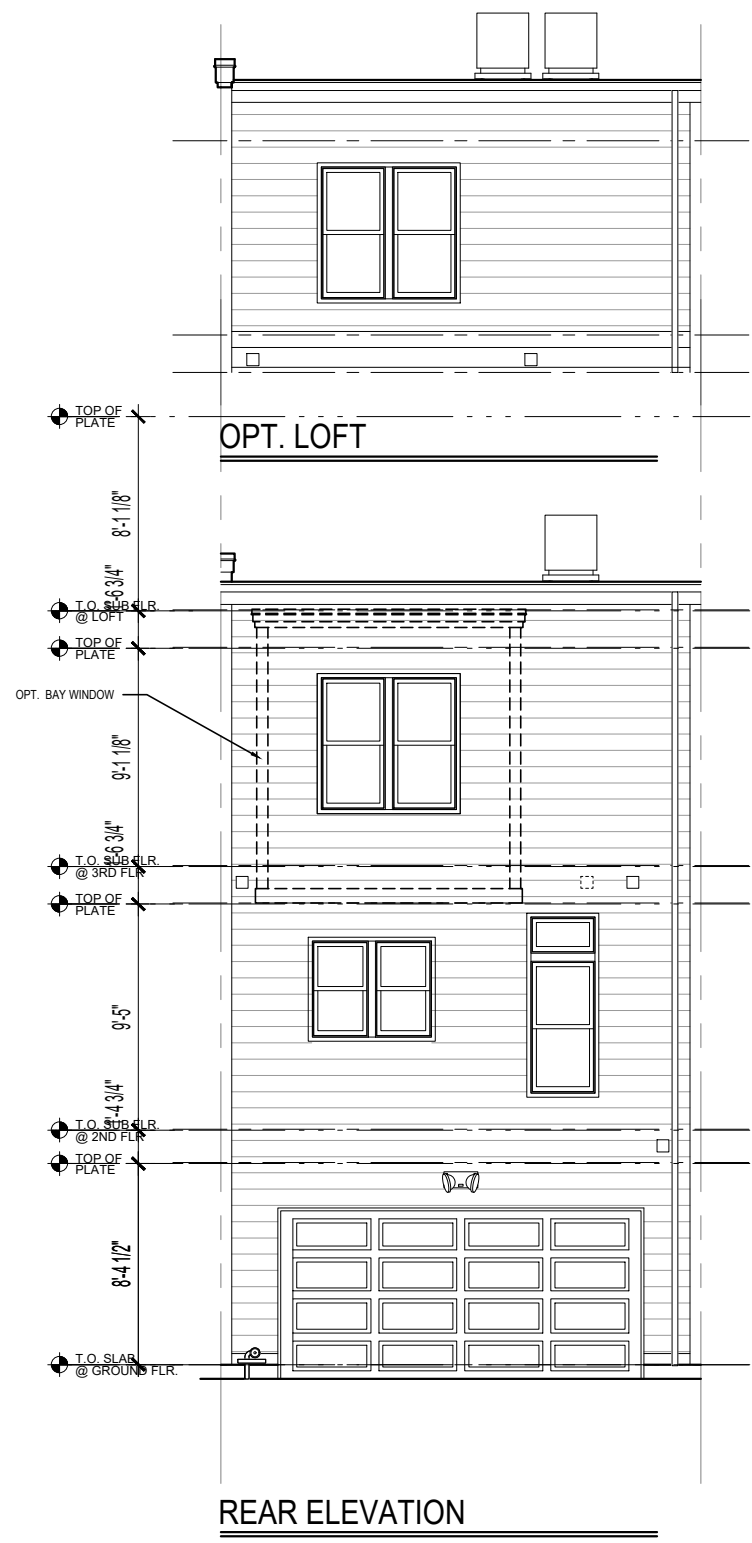 OPT. LOFT
TOP OF
PLATE
8'-1 1/8"
T.O. SUB FLR.
@ LOFT
TOP OF
PLATE
OPT. BAY WINDOW
9'-1 1/8"
T.O. SUB FLR.
@ 3RD FLR
TOP OF
PLATE
9'-5"
T.O. SUB FLR.
@ 2ND FLR
TOP OF
PLATE
8'-4 1/2"
T.O. SLAB
@ GROUND FLR.
REAR ELEVATION